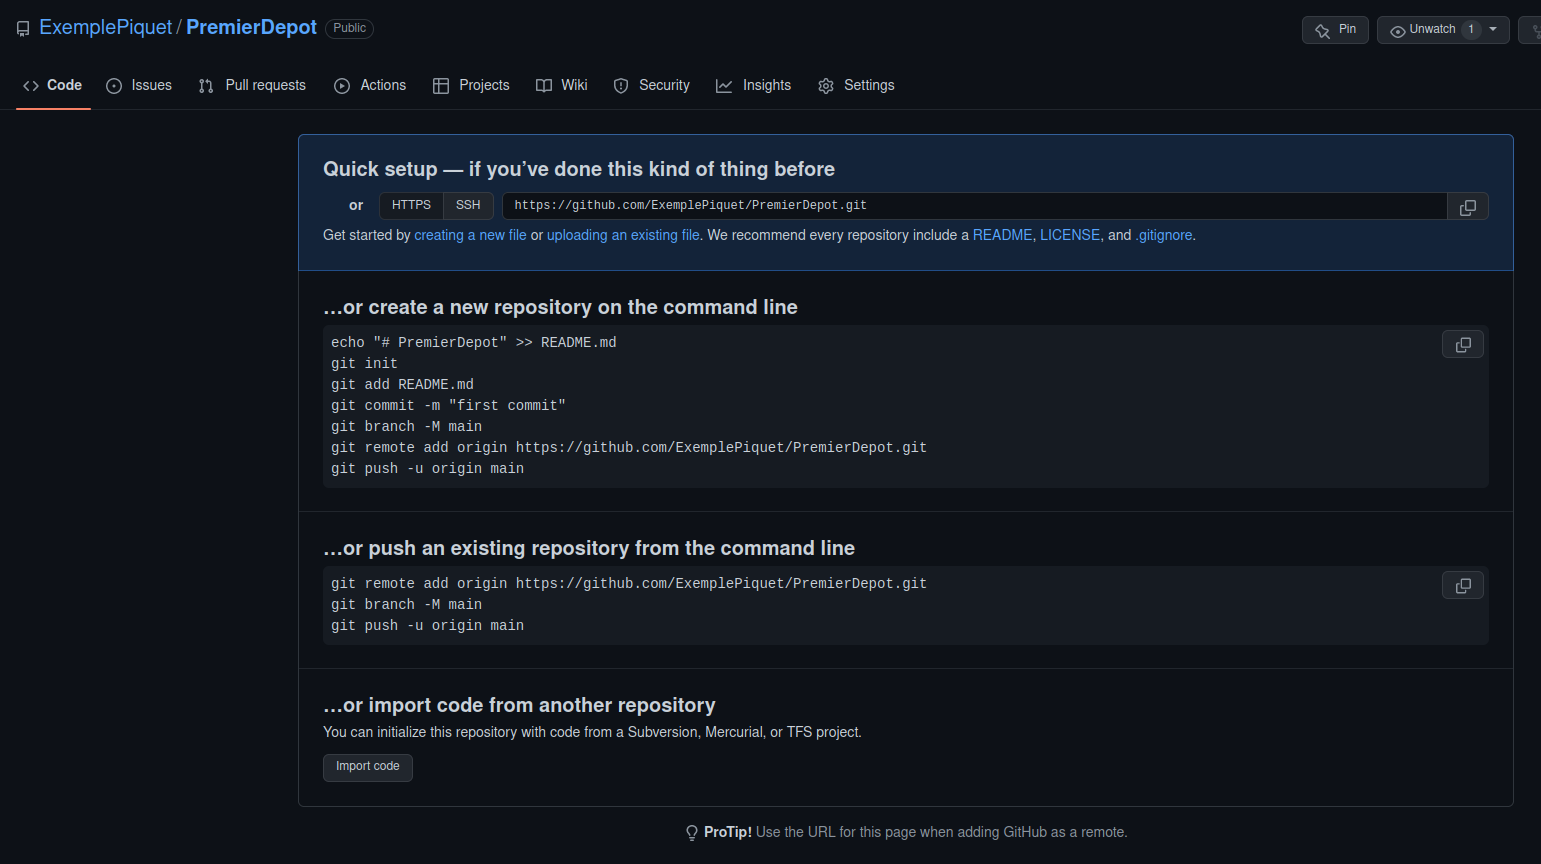 ExemplePiquet / PremierDepot Public
Pin
Unwatch 1
Code Issues Pull requests Actions Projects Wiki Security Insights Settings
Quick setup — if you’ve done this kind of thing before
or HTTPS SSH https://github.com/ExemplePiquet/PremierDepot.git
Get started by creating a new file or uploading an existing file. We recommend every repository include a README, LICENSE, and .gitignore.
…or create a new repository on the command line
echo "# PremierDepot" >> README.md
git init
git add README.md
git commit -m "first commit"
git branch -M main
git remote add origin https://github.com/ExemplePiquet/PremierDepot.git
git push -u origin main
…or push an existing repository from the command line
git remote add origin https://github.com/ExemplePiquet/PremierDepot.git
git branch -M main
git push -u origin main
…or import code from another repository
You can initialize this repository with code from a Subversion, Mercurial, or TFS project.
Import code
ProTip! Use the URL for this page when adding GitHub as a remote.